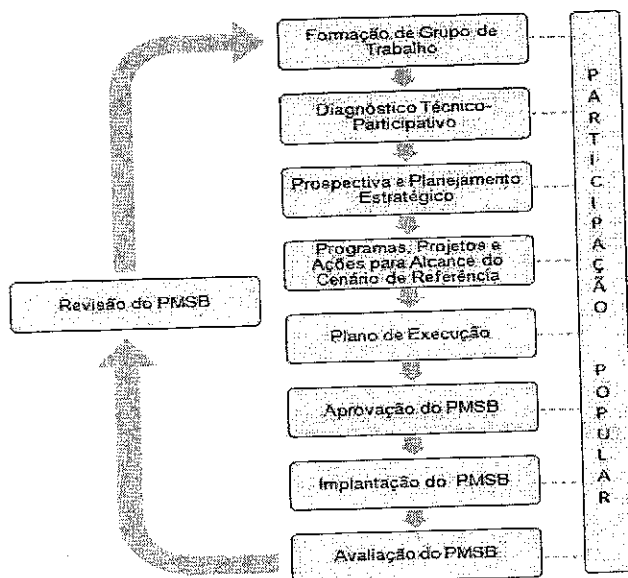 Formação de Grupo de
Trabalho
Diagnóstico Técnico-
Participativo
Prospectiva e Planejamento
Estratégico
Programas, Projetos e
Ações para Alcance do
Cenário de Referência
Revisão do PMSB
Plano de Execução
Aprovação do PMSB
Implantação do PMSB
Avaliação do PMSB
PARTICIPAÇÃO POPULAR